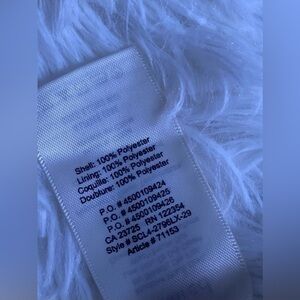 Shell: 100% Polyester
Lining: 100% Polyester
Coquille: 100% Polyester
Doublure: 100% Polyester
P.O. # 4500109424
P.O. # 4500109425
P.O. # 4500109426
CA 23725 RN 122354
Style # SCL4-2795LX-29
Article # 71153